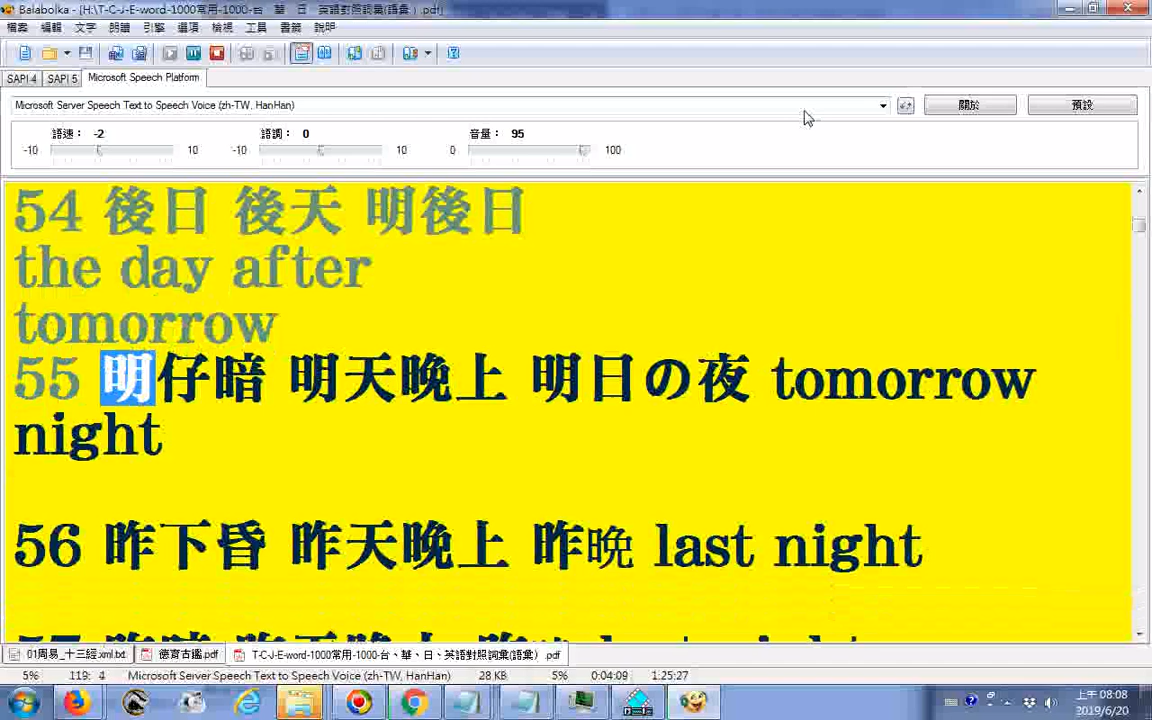 Balabolka - [H:\T-C-J-E-word-1000常用-1000-台、華、日、英語對照詞彙(語彙).pdf]
檔案 編輯 文字 朗讀 引擎 選項 檢視 工具 書籤 說明
SAPI 4 SAPI 5 Microsoft Speech Platform
Microsoft Server Speech Text to Speech Voice (zh-TW, HanHan) 關於 預設
語速： -2 語調： 0 音量： 95
-10 10 -10 10 0 100
54 後日 後天 明後日
the day after
tomorrow
55 明仔暗 明天晚上 明日の夜 tomorrow
night
56 昨下昏 昨天晚上 昨晩 last night
01周易_十三經.xml.txt 德育古鑑.pdf T-C-J-E-word-1000常用-1000-台、華、日、英語對照詞彙(語彙).pdf
5% 119: 4 Microsoft Server Speech Text to Speech Voice (zh-TW, HanHan) 28 KB 5% 0:04:09 1:25:27
上午 08:08
2019/6/20